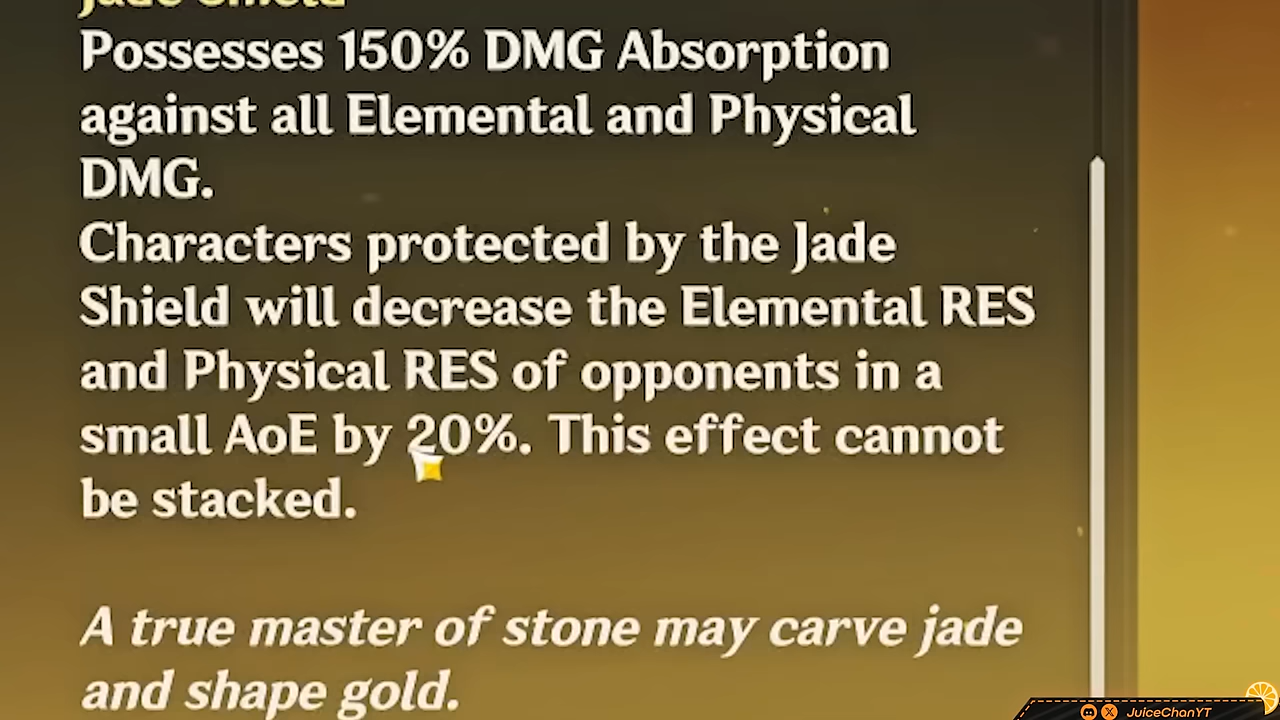 Jade Shield
Possesses 150% DMG Absorption
against all Elemental and Physical
DMG.
Characters protected by the Jade
Shield will decrease the Elemental RES
and Physical RES of opponents in a
small AoE by 20%. This effect cannot
be stacked.
A true master of stone may carve jade
and shape gold.
JuiceChanYT